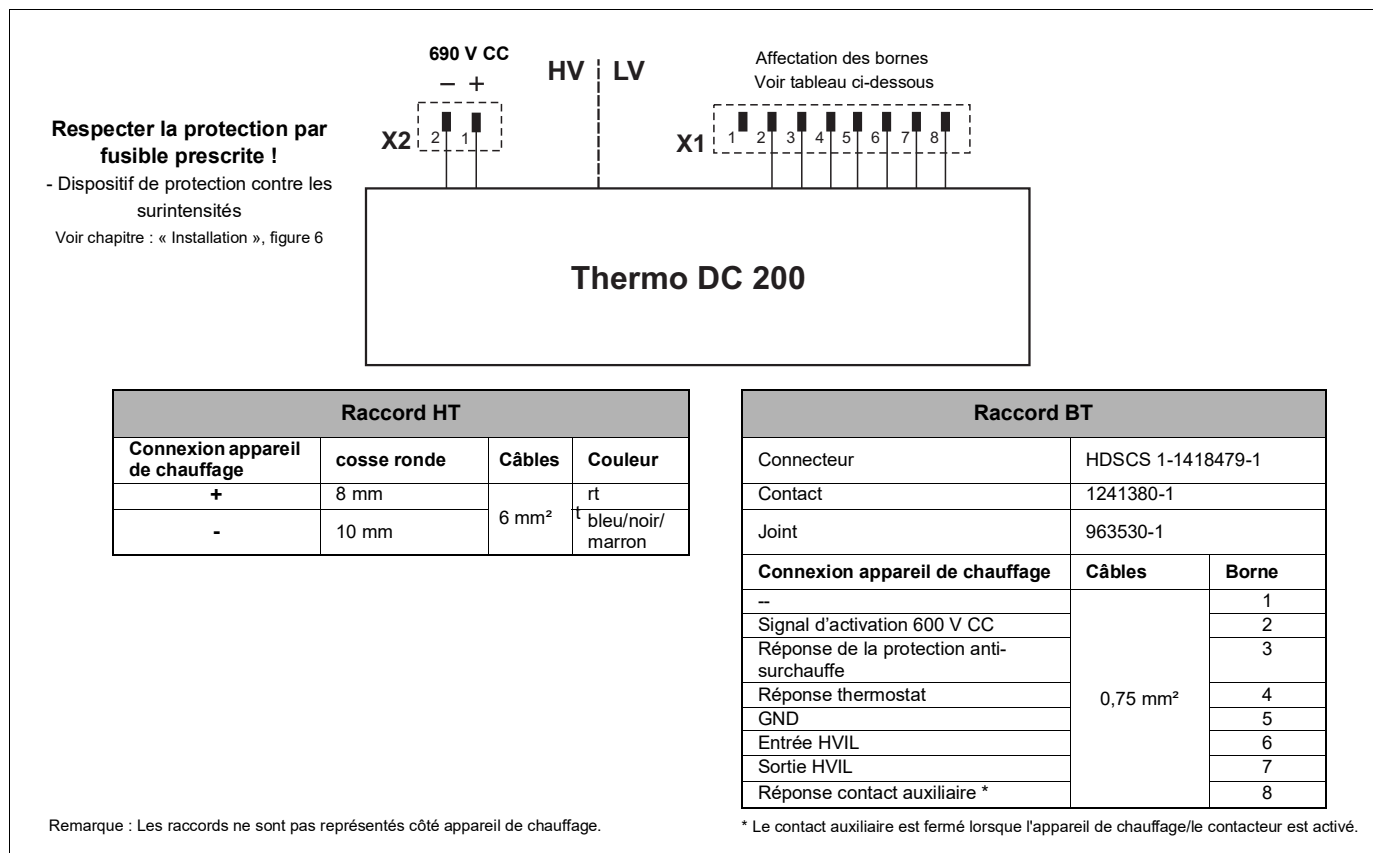 690 V CC
HV LV
Affectation des bornes
Voir tableau ci-dessous
− +
Respecter la protection par
fusible prescrite !
- Dispositif de protection contre les
surintensités
Voir chapitre : « Installation », figure 6
X2 2 1
X1 1 2 3 4 5 6 7 8
Thermo DC 200
Raccord HT
Connexion appareil
de chauffage
cosse ronde
Câbles
Couleur
+ 8 mm 6 mm² rt
t
- 10 mm bleu/noir/
marron
Raccord BT
Connecteur HDSCS 1-1418479-1
Contact 1241380-1
Joint 963530-1
Connexion appareil de chauffage Câbles Borne
-- 1
Signal d'activation 600 V CC 2
Réponse de la protection anti-
surchauffe 3
Réponse thermostat 0,75 mm² 4
GND 5
Entrée HVIL 6
Sortie HVIL 7
Réponse contact auxiliaire * 8
Remarque : Les raccords ne sont pas représentés côté appareil de chauffage.
* Le contact auxiliaire est fermé lorsque l'appareil de chauffage/le contacteur est activé.